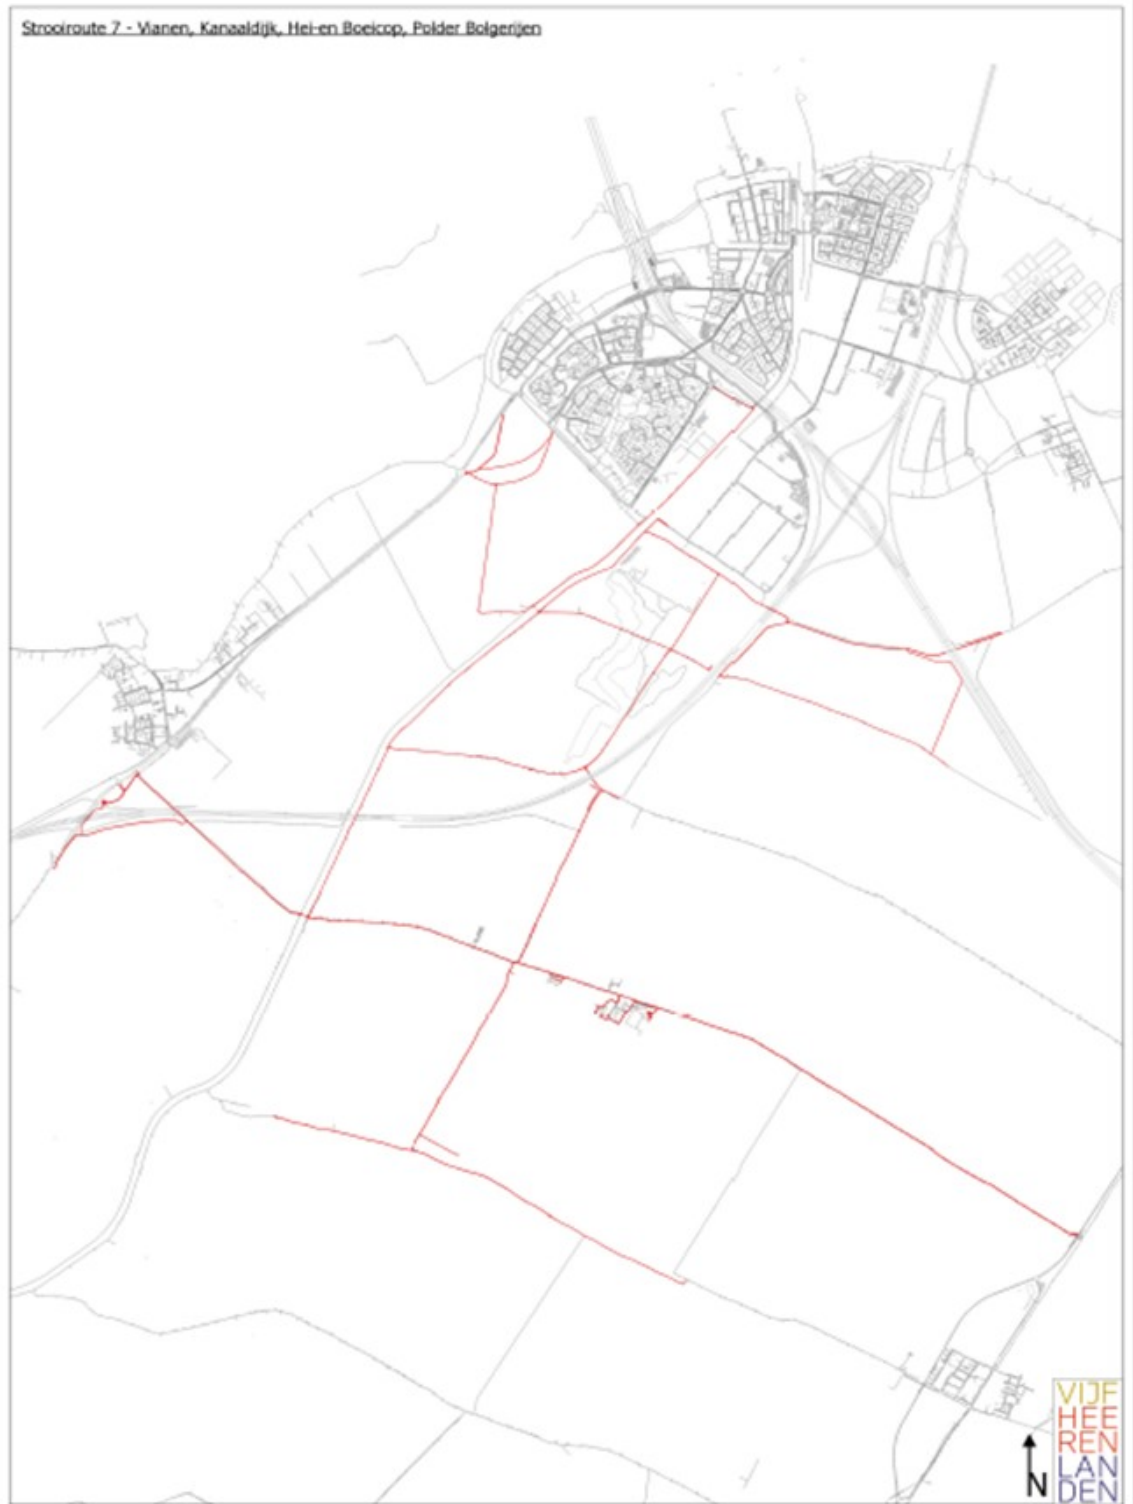 Strooiroute 7 - Vianen, Kanaaldijk, Hei-en Boeicop, Polder Bolgerijen
VIJF
HEE
REN
LAN
DEN
N